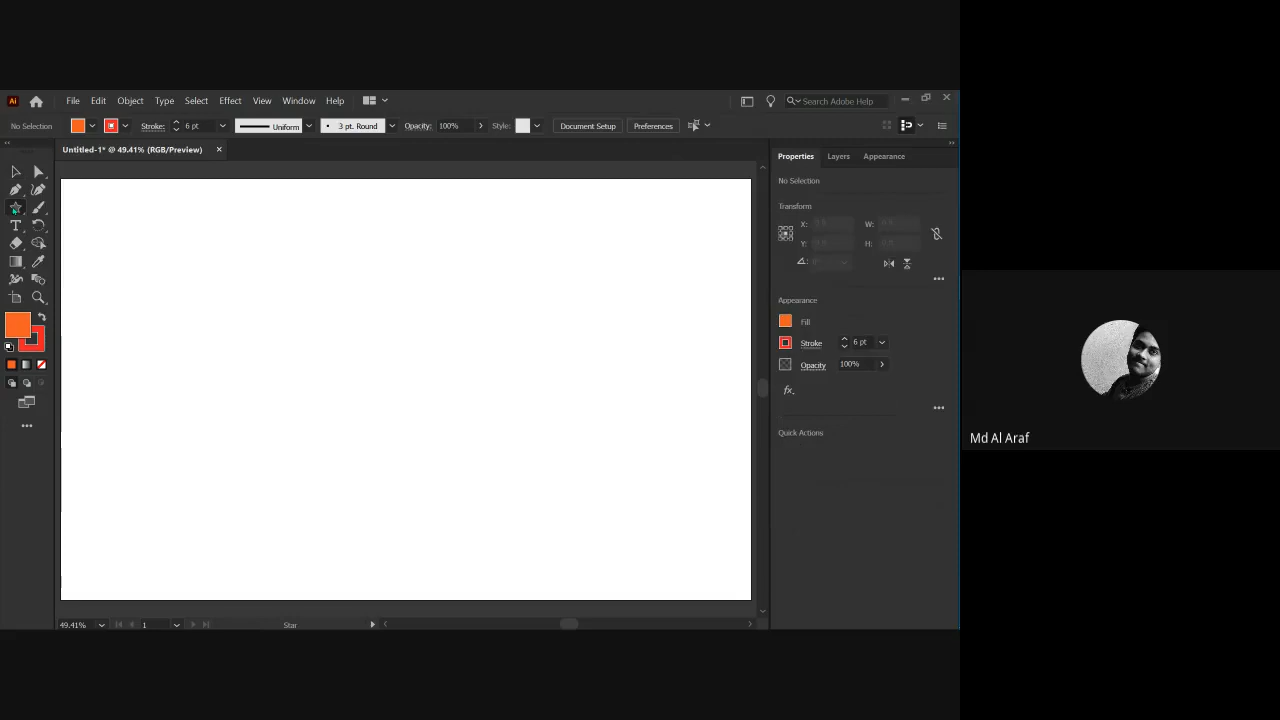 Ai File Edit Object Type Select Effect View Window Help Search Adobe Help
No Selection Stroke: 6 pt Uniform 3 pt. Round Opacity: 100% Style: Document Setup Preferences
Untitled-1* @ 49.41% (RGB/Preview) ×
Properties Layers Appearance
No Selection
Transform
X: W:
Y: H:
Appearance
Fill
Stroke 6 pt
Opacity 100%
fx.
Quick Actions
Md Al Araf
49.41% 1 Star